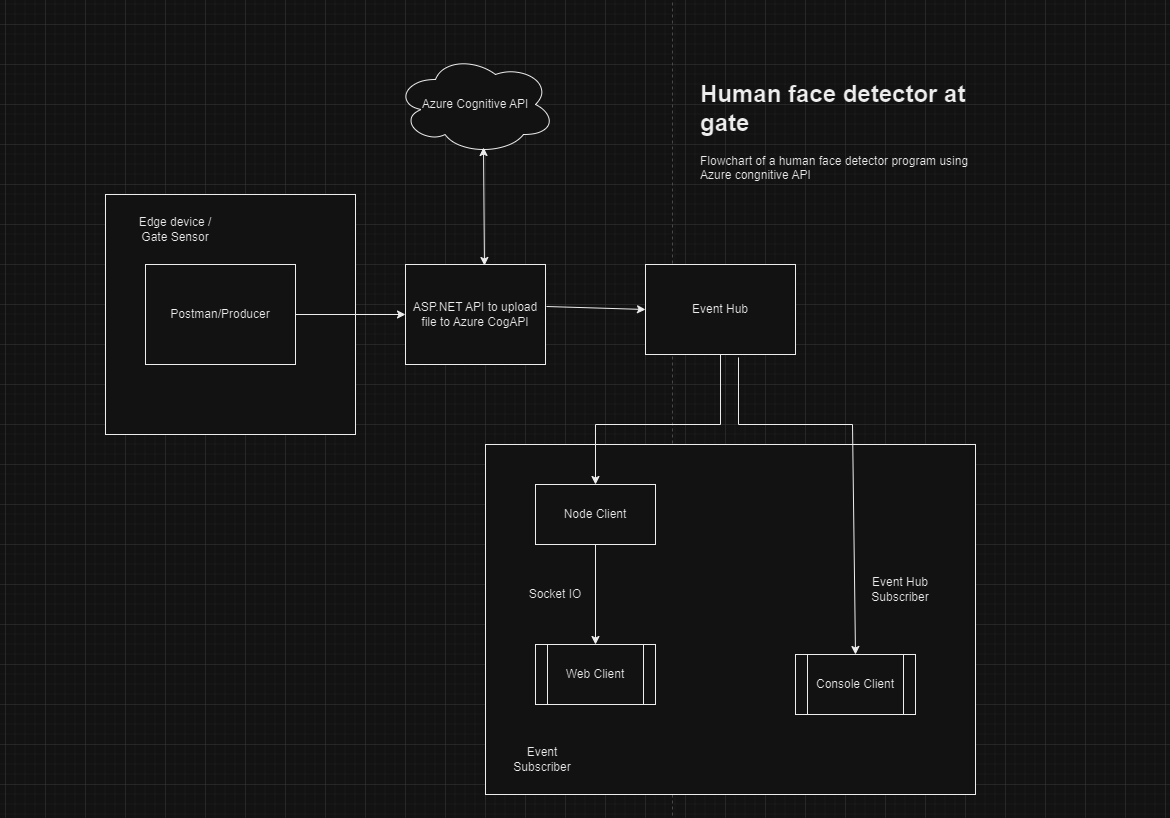 Human face detector at
gate
Flowchart of a human face detector program using
Azure congnitive API
Azure Cognitive API
Edge device /
Gate Sensor
Postman/Producer
ASP.NET API to upload
file to Azure CogAPI
Event Hub
Node Client
Socket IO
Event Hub
Subscriber
Web Client
Console Client
Event
Subscriber